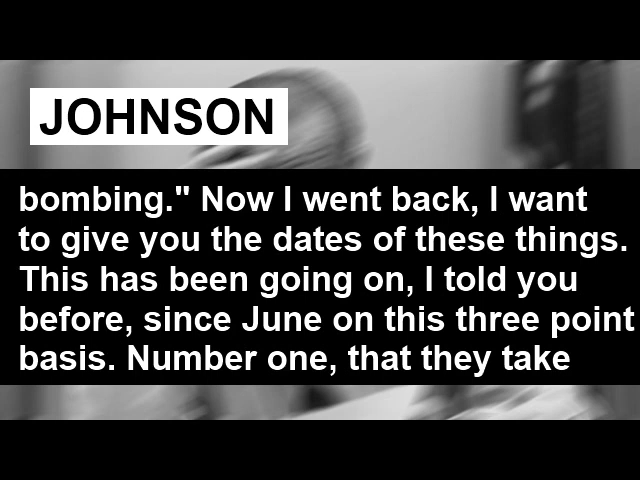 JOHNSON
bombing." Now I went back, I want
to give you the dates of these things.
This has been going on, I told you
before, since June on this three point
basis. Number one, that they take